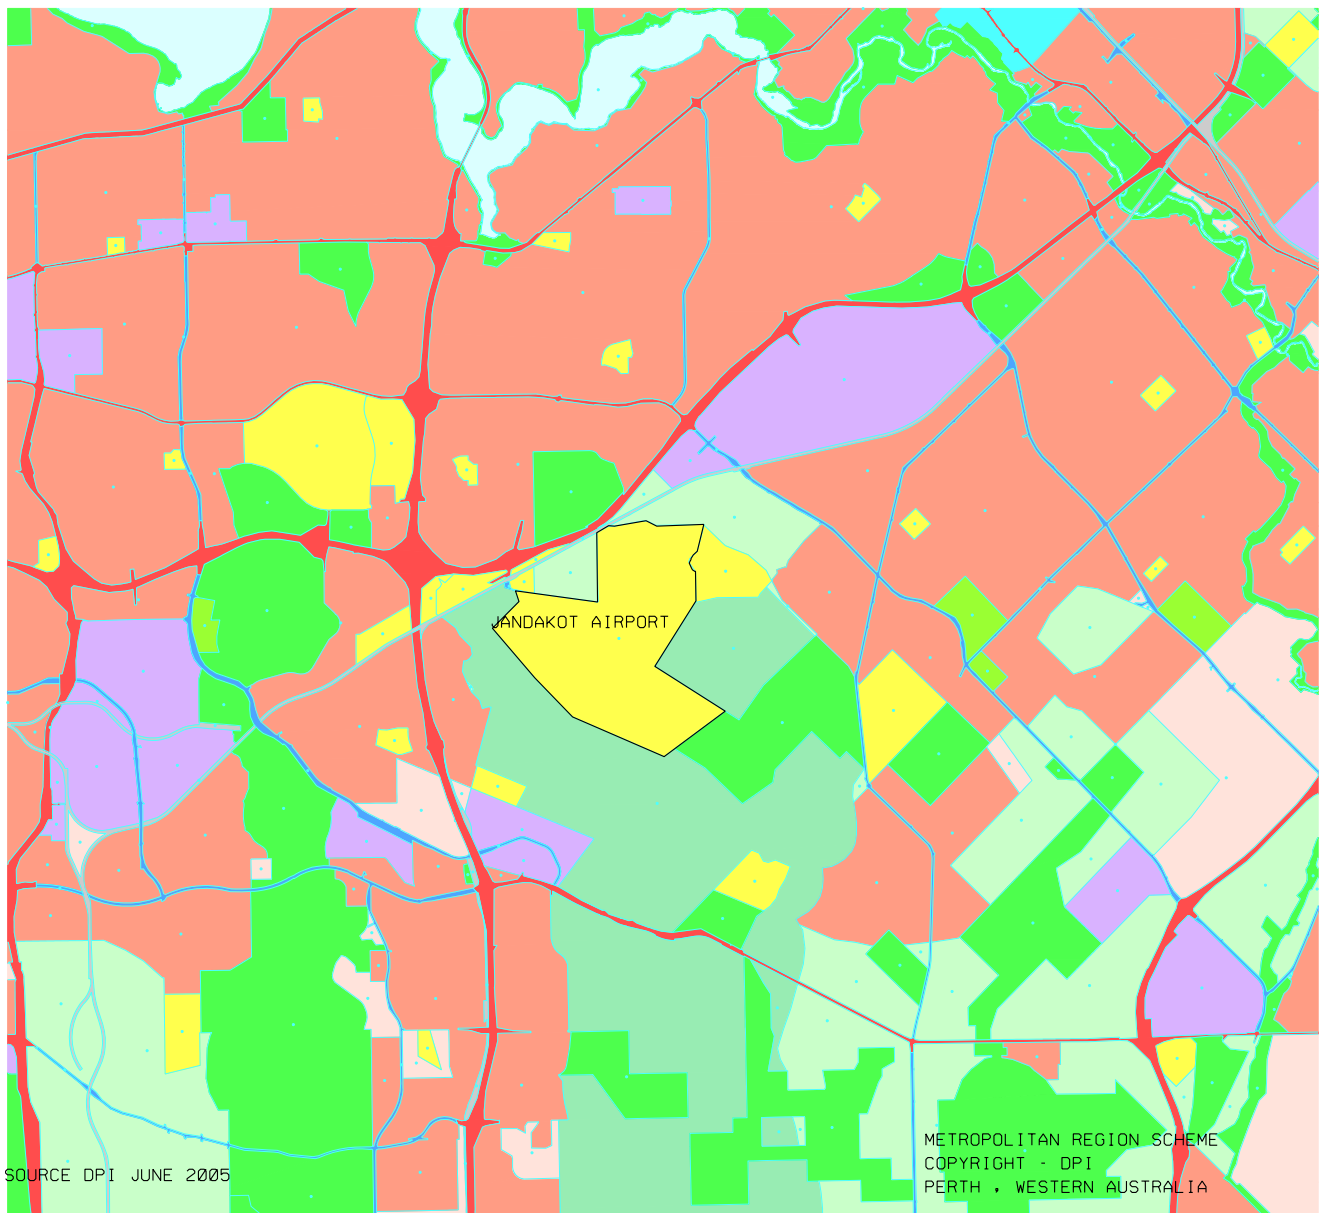 JANDAKOT AIRPORT
METROPOLITAN REGION SCHEME
COPYRIGHT - DPI
PERTH , WESTERN AUSTRALIA
SOURCE DPI JUNE 2005